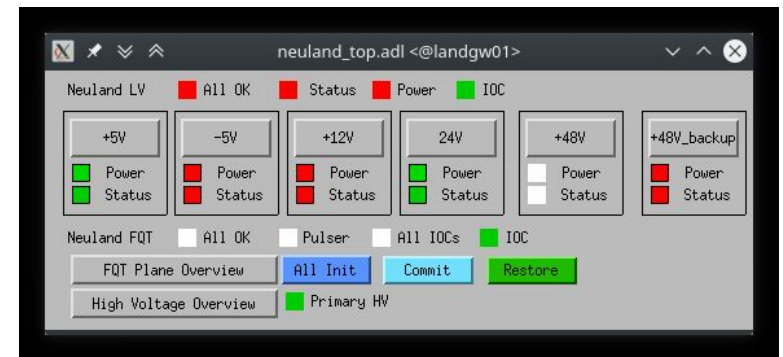 neuland_top.adl <@landgw01>
Neuland LV All OK Status Power IOC
+5V -5V +12V 24V +48V +48V_backup
Power Power Power Power Power Power
Status Status Status Status Status Status
Neuland FQT All OK Pulser All IOCs IOC
FQT Plane Overview All Init Commit Restore
High Voltage Overview Primary HV